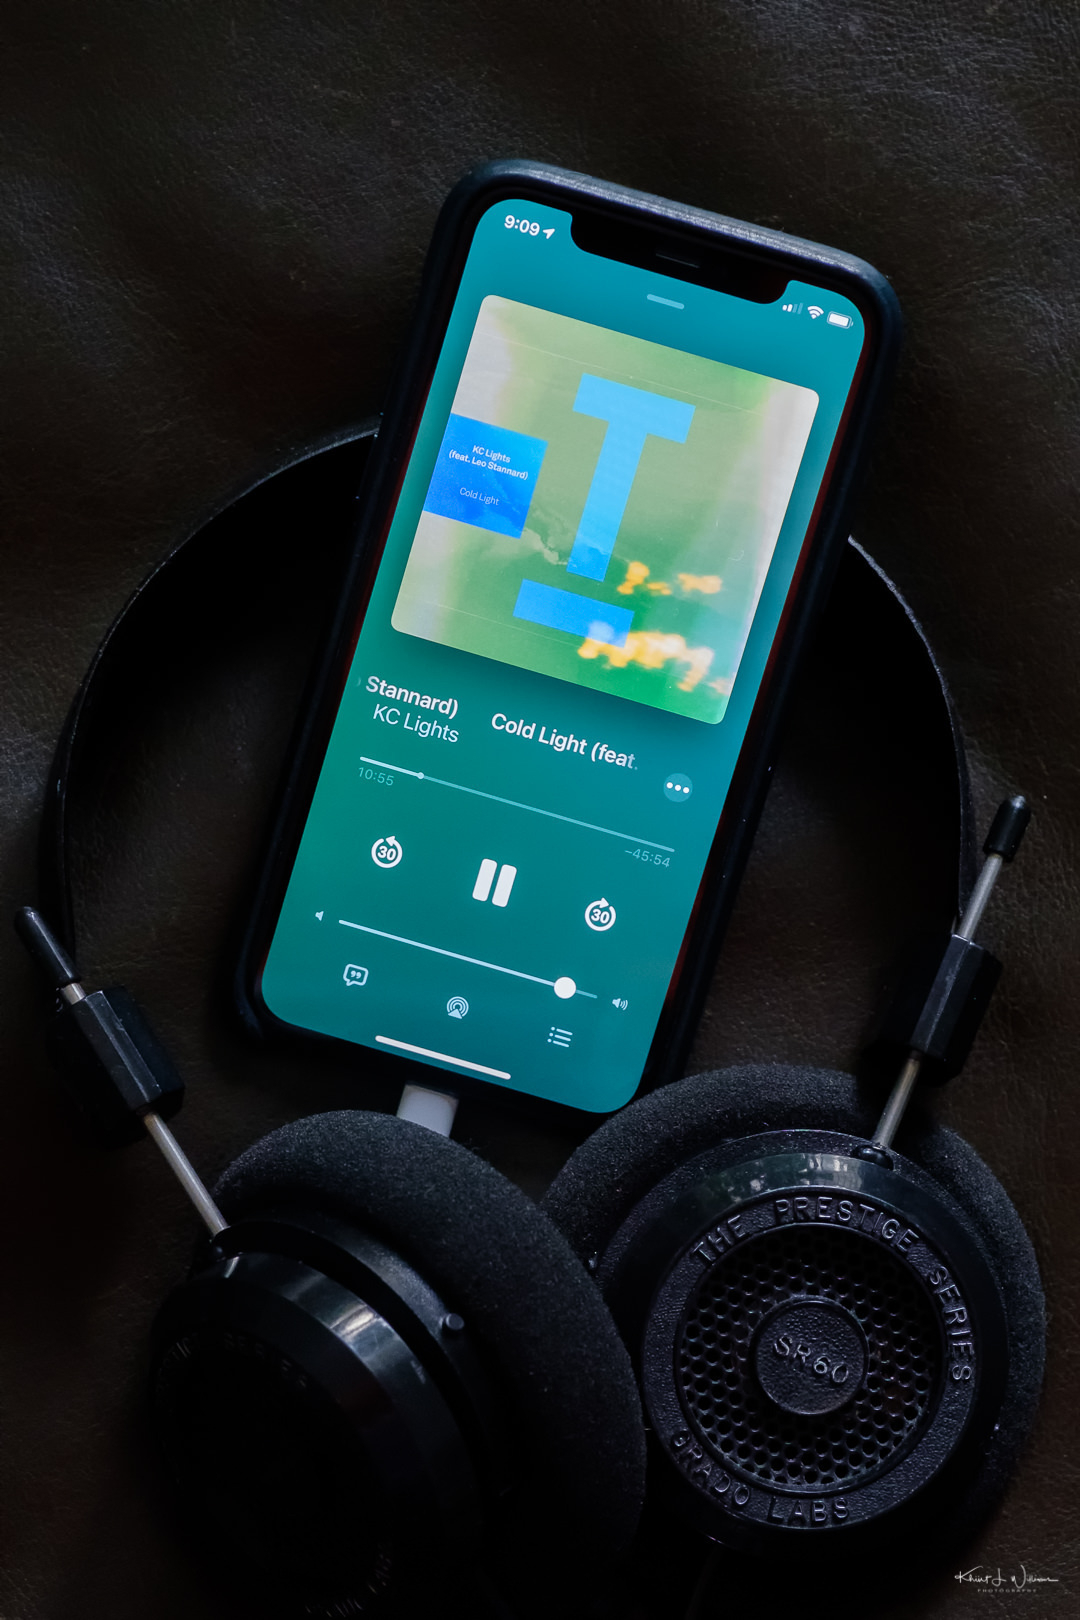 9:09
KC Lights
(feat. Leo Stannard)
Cold Light
Stannard) Cold Light (feat.
KC Lights
10:55
-45:54
30
30
THE PRESTIGE SERIES
SR60
GRADO LABS
PHOTOGRAPHY